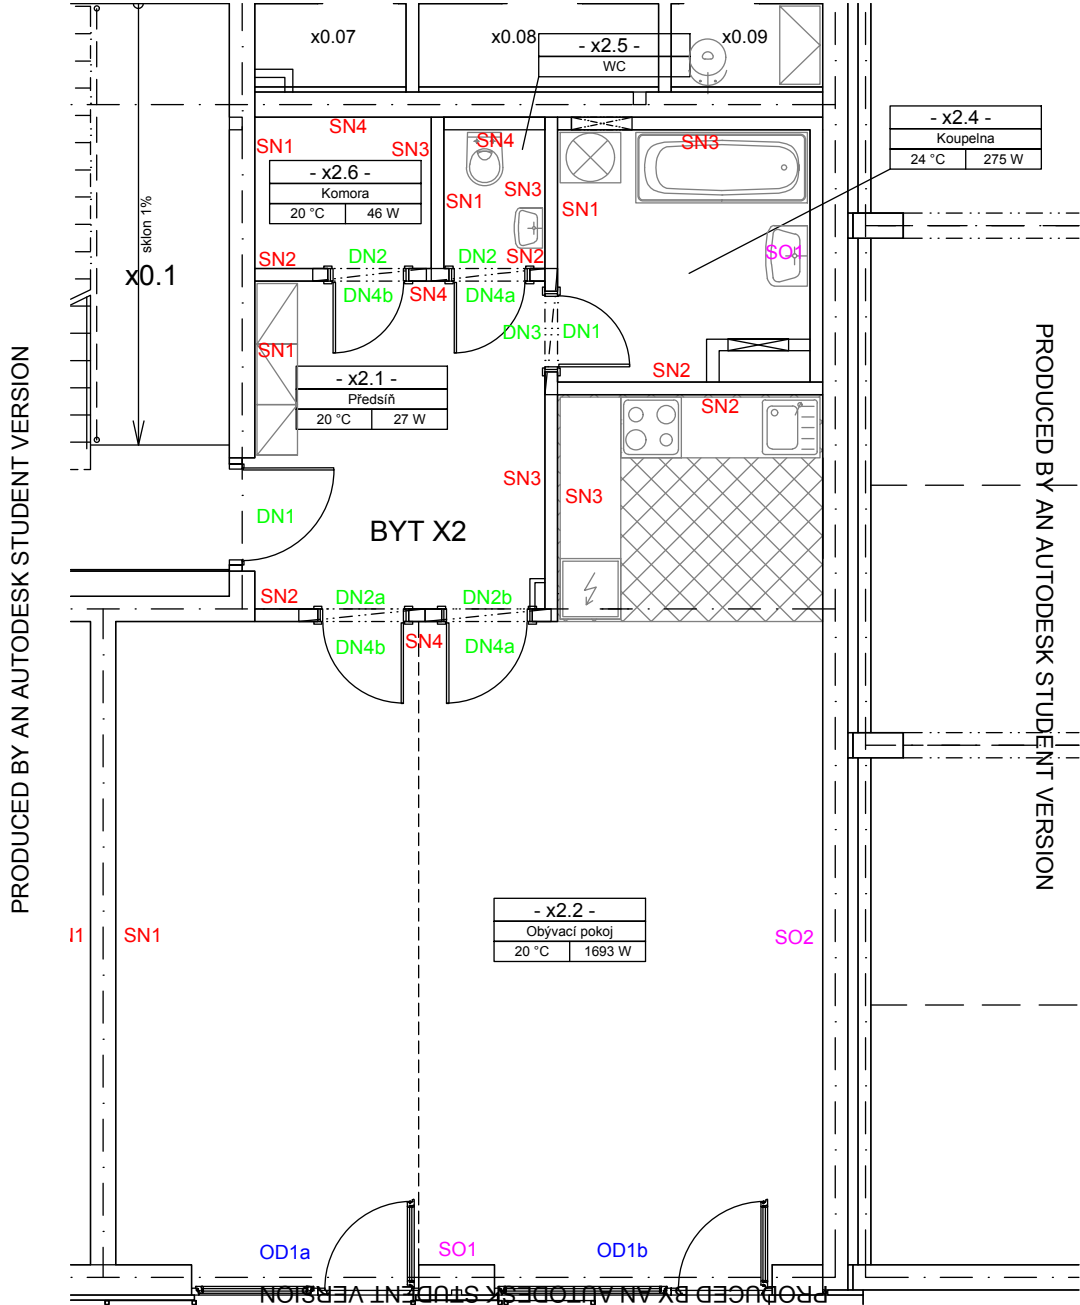 x0.07
x0.08
x0.09
- x2.5 -
WC
- x2.4 -
Koupelna
24 °C
275 W
SN4
SN1
SN3
SN4
SN3
- x2.6 -
Komora
20 °C
46 W
SN1
SN3
SN1
sklon 1%
x0.1
SN2
DN2
DN2
SN2
SO1
DN4b
SN4
DN4a
DN3
DN1
SN1
- x2.1 -
Předsíň
20 °C
27 W
SN2
SN2
SN3
SN3
DN1
BYT X2
SN2
DN2a
DN2b
DN4b
SN4
DN4a
- x2.2 -
Obývací pokoj
20 °C
1693 W
SN1
SO2
OD1a
SO1
OD1b
PRODUCED BY AN AUTODESK STUDENT VERSION
PRODUCED BY AN AUTODESK STUDENT VERSION
PRODUCED BY AN AUTODESK STUDENT VERSION